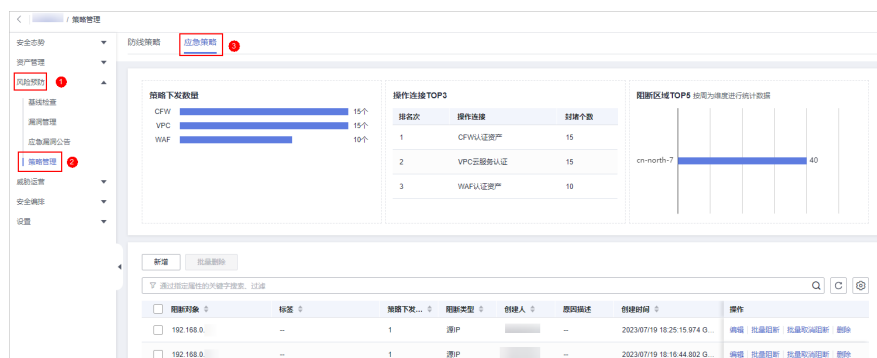 / 策略管理
安全态势
资产管理
风险预防 1
基线检查
漏洞管理
应急漏洞公告
策略管理 2
威胁运营
安全编排
设置
防线策略 应急策略 3
策略下发数量
CFW 15个
VPC 15个
WAF 10个
操作连接TOP3
排名次 操作连接 封堵个数
1 CFW认证资产 15
2 VPC云服务认证 15
3 WAF认证资产 10
阻断区域TOP5 按周为维度进行统计数据
cn-north-7 40
新增 批量删除
通过指定属性的关键字搜索、过滤
阻断对象 标签 策略下发... 阻断类型 创建人 原因描述 创建时间 操作
192.168.0. -- 1 源IP -- 2023/07/19 18:25:15.974 G... 编辑 批量阻断 批量取消阻断 删除
192.168.0. -- 1 源IP -- 2023/07/19 18:16:44.802 G... 编辑 批量阻断 批量取消阻断 删除